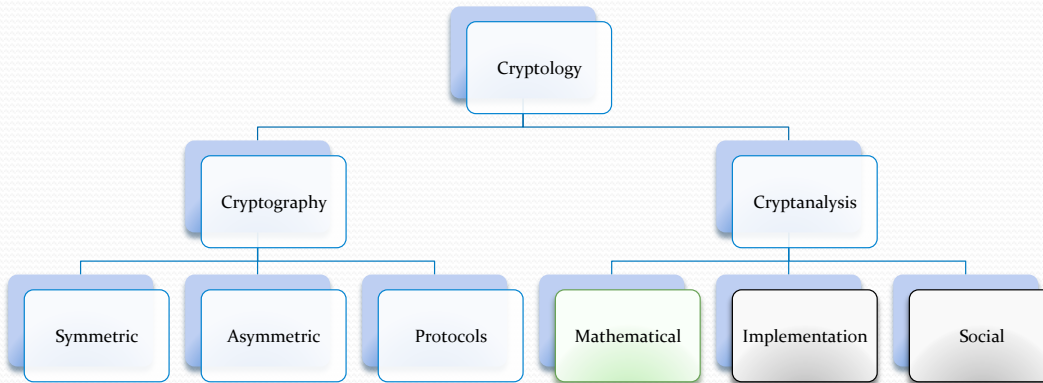 Cryptology
Cryptography
Cryptanalysis
Symmetric
Asymmetric
Protocols
Mathematical
Implementation
Social